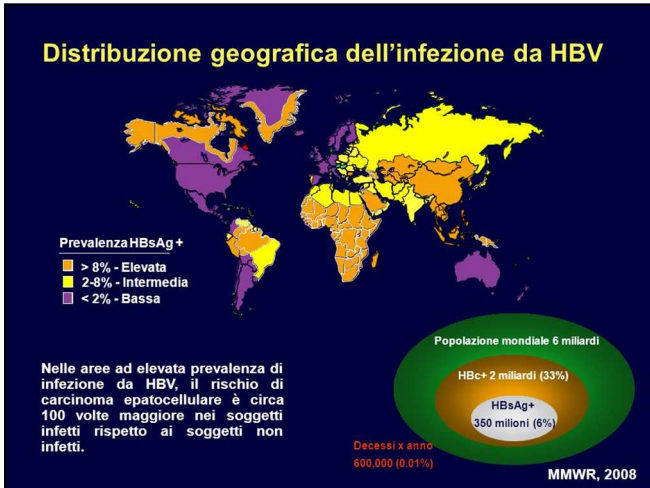 Distribuzione geografica dell'infezione da HBV
Prevalenza HBsAg +
> 8% - Elevata
2-8% - Intermedia
< 2% - Bassa
Nelle aree ad elevata prevalenza di
infezione da HBV, il rischio di
carcinoma epatocellulare è circa
100 volte maggiore nei soggetti
infetti rispetto ai soggetti non
infetti.
Popolazione mondiale 6 miliardi
HBc+ 2 miliardi (33%)
HBsAg+
350 milioni (6%)
Decessi x anno
600,000 (0.01%)
MMWR, 2008